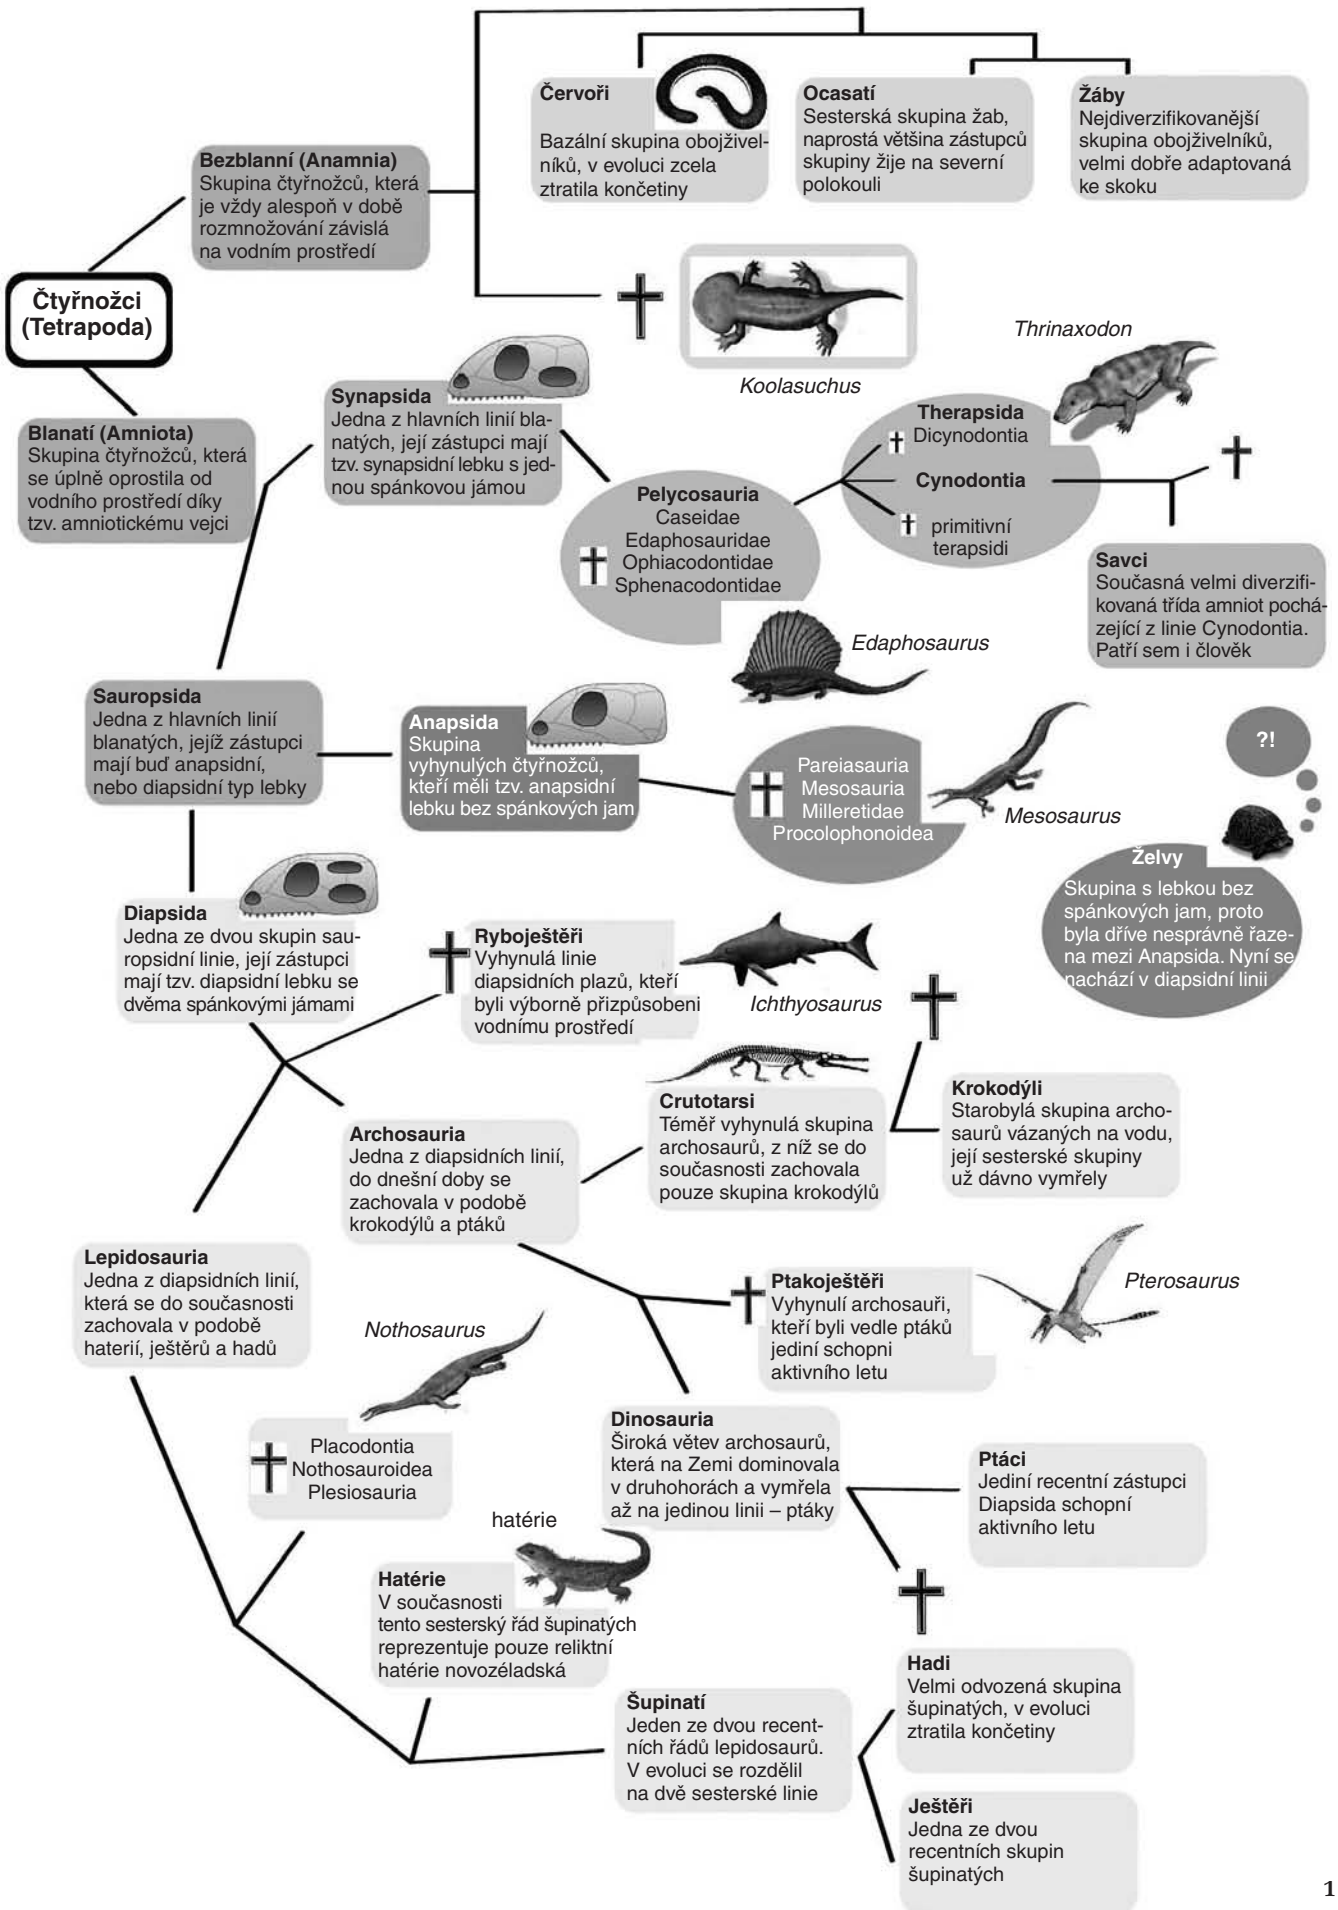 Červoři
Bazální skupina obojživel-
níků, v evoluci zcela
ztratila končetiny
Ocasatí
Sesterská skupina žab,
naprostá většina zástupců
skupiny žije na severní
polokouli
Žáby
Nejdiverzifikovanější
skupina obojživelníků,
velmi dobře adaptovaná
ke skoku
Bezblanní (Anamnia)
Skupina čtyřnožců, která
je vždy alespoň v době
rozmnožování závislá
na vodním prostředí
Čtyřnožci
(Tetrapoda)
Koolasuchus
Thrinaxodon
Synapsida
Jedna z hlavních linií bla-
natých, její zástupci mají
tzv. synapsidní lebku s jed-
nou spánkovou jámou
Blanatí (Amniota)
Skupina čtyřnožců, která
se úplně oprostila od
vodního prostředí díky
tzv. amniotickému vejci
Therapsida
Dicynodontia
Cynodontia
primitivní
terapsidi
Pelycosauria
Caseidae
Edaphosauridae
Ophiacodontidae
Sphenacodontidae
Savci
Současná velmi diverzifi-
kovaná třída amniot pochá-
zející z linie Cynodontia.
Patří sem i člověk
Edaphosaurus
Sauropsida
Jedna z hlavních linií
blanatých, jejíž zástupci
mají buď anapsidní,
nebo diapsidní typ lebky
Anapsida
Skupina
vyhynulých čtyřnožců,
kteří měli tzv. anapsidní
lebku bez spánkových jam
Pareiasauria
Mesosauria
Milleretidae
Procolophonoidea
Mesosaurus
?!
Želvy
Skupina s lebkou bez
spánkových jam, proto
byla dříve nesprávně řaze-
na mezi Anapsida. Nyní se
nachází v diapsidní linii
Diapsida
Jedna ze dvou skupin sau-
ropsidní linie, její zástupci
mají tzv. diapsidní lebku se
dvěma spánkovými jámami
Ryboještěři
Vyhynulá linie
diapsidních plazů, kteří
byli výborně přizpůsobeni
vodnímu prostředí
Ichthyosaurus
Crutotarsi
Téměř vyhynulá skupina
archosaurů, z níž se do
současnosti zachovala
pouze skupina krokodýlů
Krokodýli
Starobylá skupina archo-
saurů vázaných na vodu,
její sesterské skupiny
už dávno vymřely
Archosauria
Jedna z diapsidních linií,
do dnešní doby se
zachovala v podobě
krokodýlů a ptáků
Lepidosauria
Jedna z diapsidních linií,
která se do současnosti
zachovala v podobě
haterií, ještěrů a hadů
Ptakoještěři
Vyhynulí archosauři,
kteří byli vedle ptáků
jediní schopni
aktivního letu
Pterosaurus
Nothosaurus
Placodontia
Nothosauroidea
Plesiosauria
Dinosauria
Široká větev archosaurů,
která na Zemi dominovala
v druhohorách a vymřela
až na jedinou linii – ptáky
Ptáci
Jediní recentní zástupci
Diapsida schopní
aktivního letu
hatérie
Hatérie
V současnosti
tento sesterský řád šupinatých
reprezentuje pouze reliktní
hatérie novozéladská
Šupinatí
Jeden ze dvou recent-
ních řádů lepidosaurů.
V evoluci se rozdělil
na dvě sesterské linie
Hadi
Velmi odvozená skupina
šupinatých, v evoluci
ztratila končetiny
Ještěři
Jedna ze dvou
recentních skupin
šupinatých
1